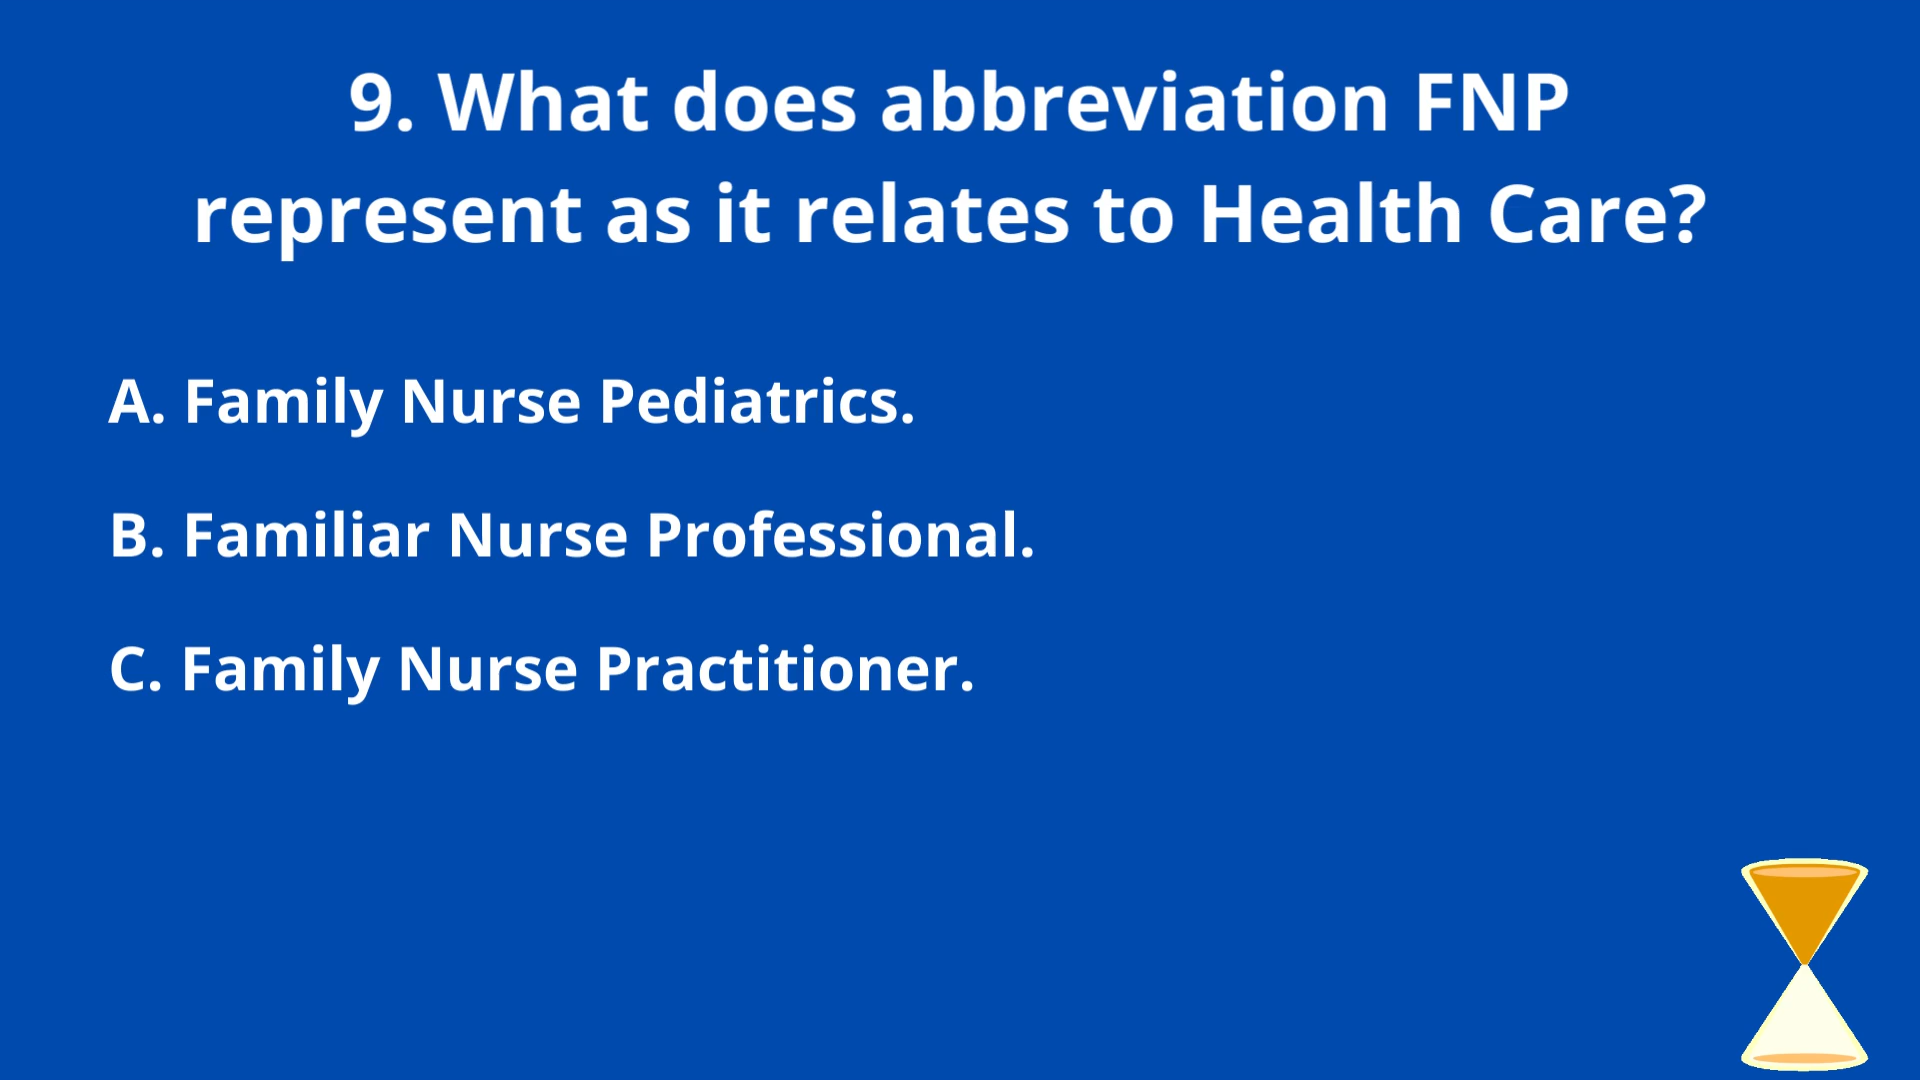 9. What does abbreviation FNP
represent as it relates to Health Care?
A. Family Nurse Pediatrics.
B. Familiar Nurse Professional.
C. Family Nurse Practitioner.